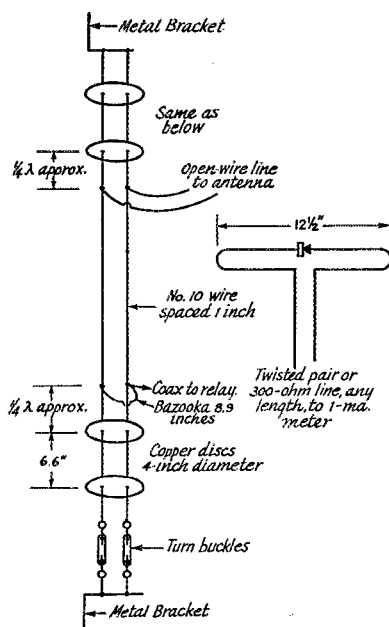 Metal Bracket
Same as
below
¼ λ approx.
Open-wire line
to antenna
12½"
No. 10 wire
spaced 1 inch
Twisted pair or
300-ohm line, any
length, to 1-ma.
meter
Coax to relay.
Bazooka 8.9
inches
¼ λ approx.
6.6"
Copper discs
4-inch diameter
Turn buckles
Metal Bracket